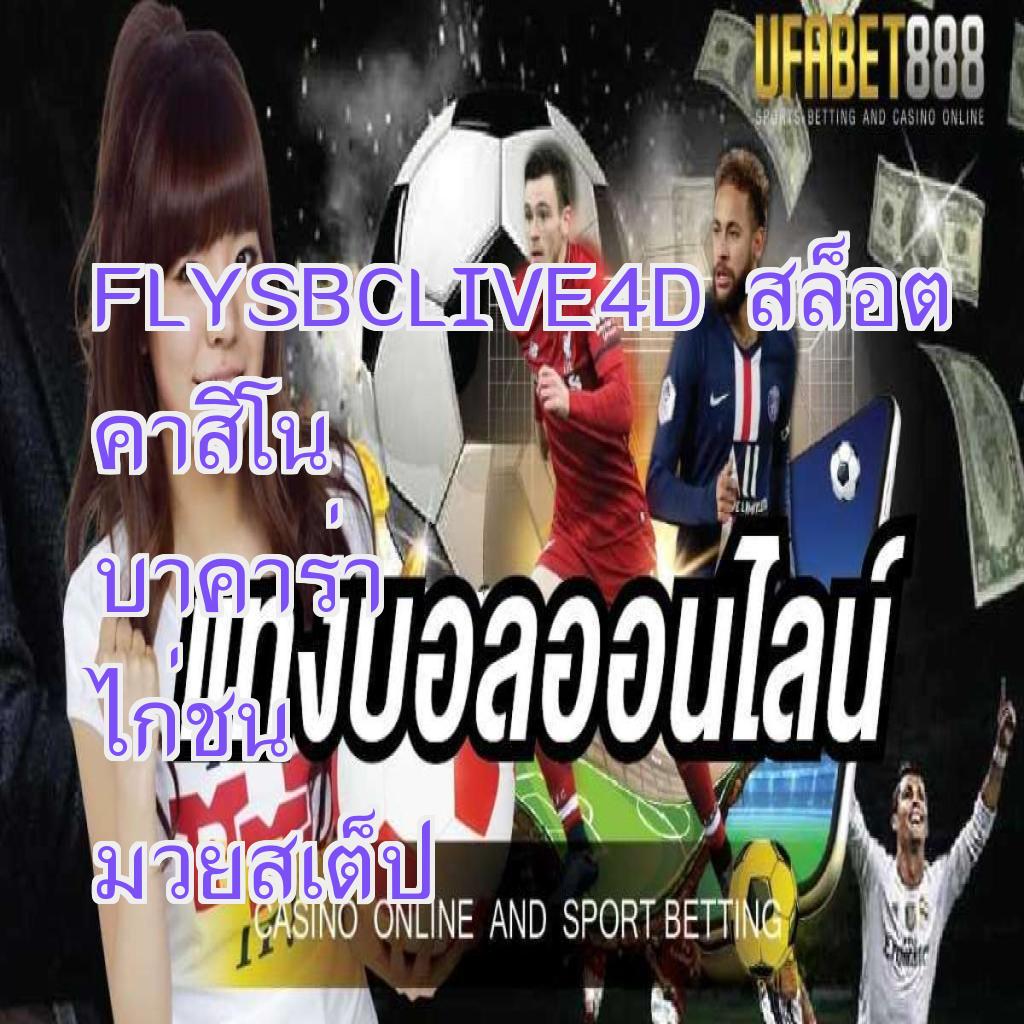 UFABET888
SPORTS BETTING AND CASINO ONLINE
FLYSBCLIVE4D สล็อต
คาสิโน
บาคาร่า
แทงบอลออนไลน์
ไก่ชน
มวยสเต็ป
CASINO ONLINE AND SPORT BETTING